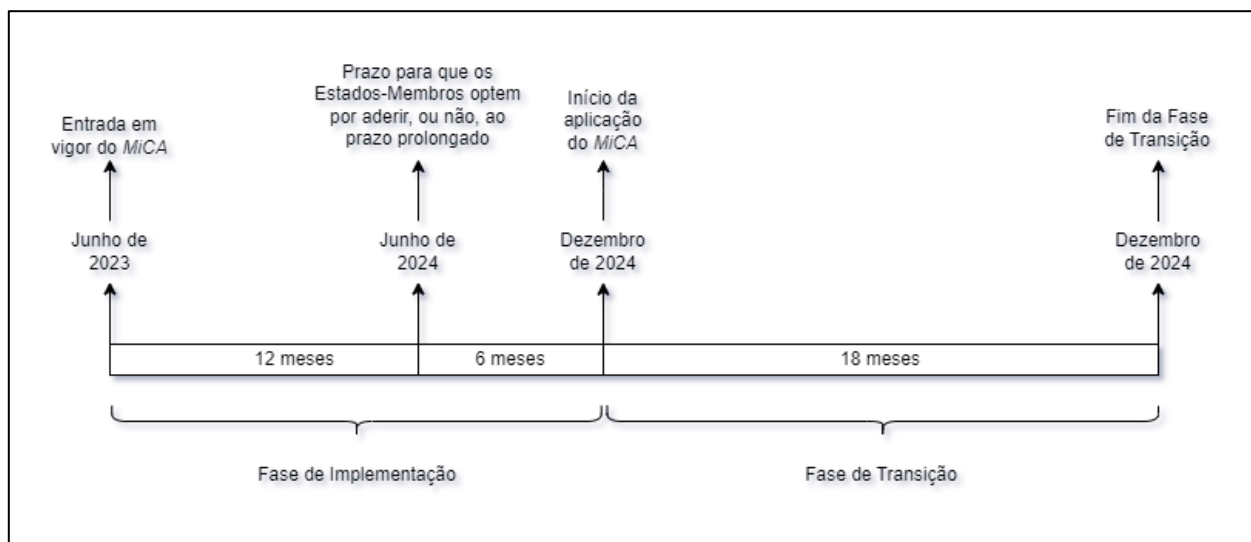 Entrada em
vigor do MiCA
Prazo para que os
Estados-Membros optem
por aderir, ou não, ao
prazo prolongado
Início da
aplicação
do MiCA
Fim da Fase
de Transição
Junho de
2023
Junho de
2024
Dezembro
de 2024
Dezembro
de 2024
12 meses
6 meses
18 meses
Fase de Implementação
Fase de Transição